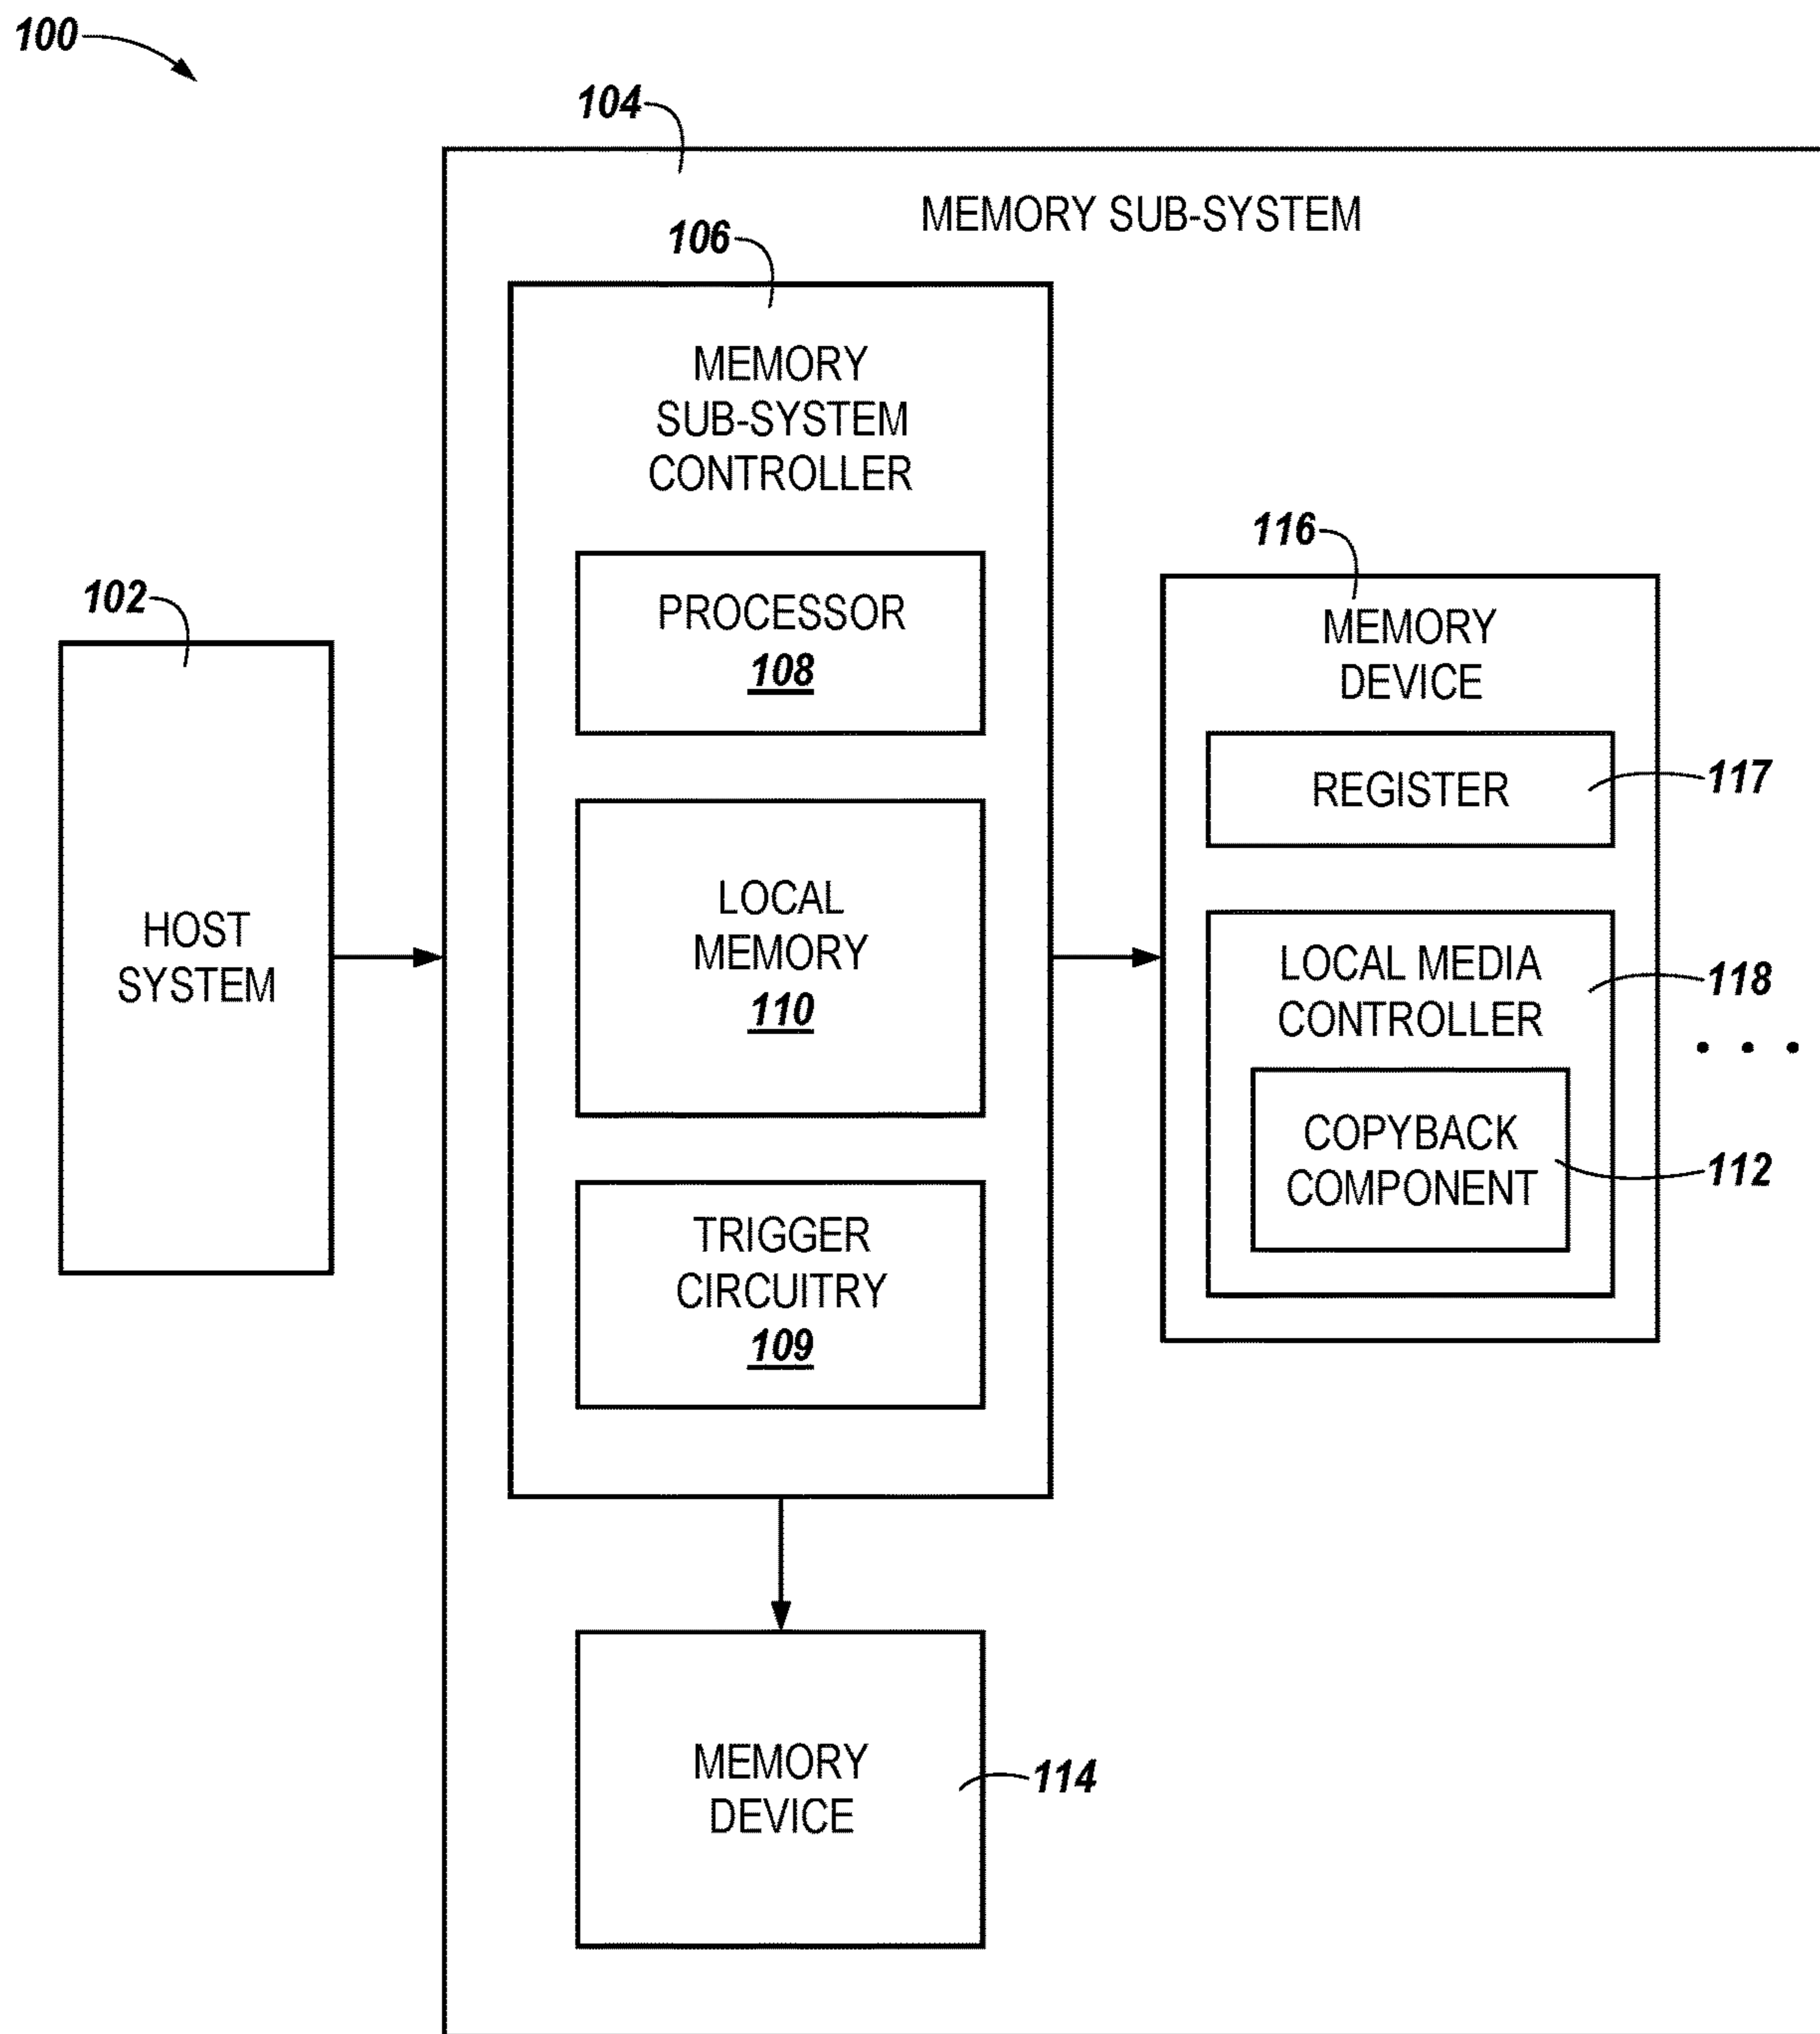 100
104
MEMORY SUB-SYSTEM
106
MEMORY
SUB-SYSTEM
CONTROLLER
PROCESSOR
108
LOCAL
MEMORY
110
TRIGGER
CIRCUITRY
109
102
HOST
SYSTEM
116
MEMORY
DEVICE
REGISTER
117
LOCAL MEDIA
CONTROLLER
118
COPYBACK
COMPONENT
112
. . .
MEMORY
DEVICE
114